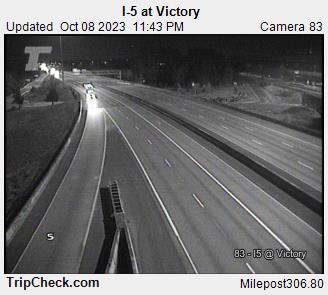 I-5 at Victory
Updated Oct 08 2023 11:43 PM Camera 83
T
S
83 - I5 @ Victory
TripCheck.com Milepost306.80